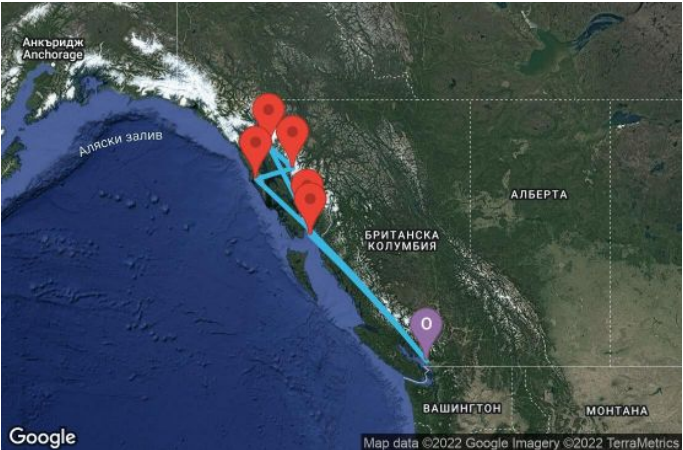 Анкъридж
Anchorage
Аляски залив
АЛБЕРТА
БРИТАНСКА
КОЛУМБИЯ
O
ВАШИНГТОН
МОНТАНА
Google
Map data ©2022 Google Imagery ©2022 TerraMetrics